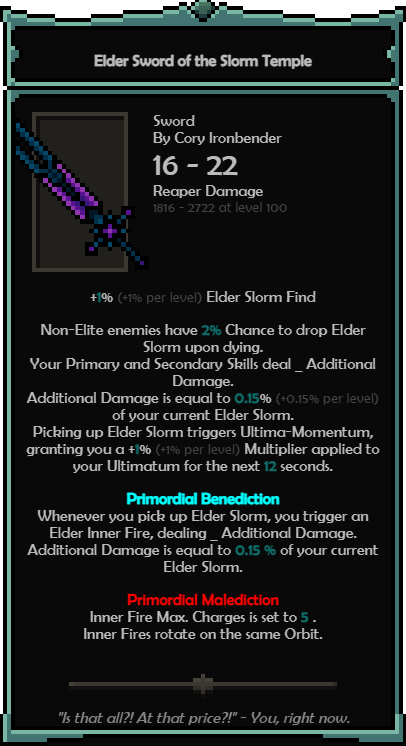 Elder Sword of the Slorm Temple
Sword
By Cory Ironbender
16 - 22
Reaper Damage
1816 - 2722 at level 100
+1% (+1% per level) Elder Slorm Find
Non-Elite enemies have 2% Chance to drop Elder
Slorm upon dying.
Your Primary and Secondary Skills deal _ Additional
Damage.
Additional Damage is equal to 0.15% (+0.15% per level)
of your current Elder Slorm.
Picking up Elder Slorm triggers Ultima-Momentum,
granting you a +1% (+1% per level) Multiplier applied to
your Ultimatum for the next 12 seconds.
Primordial Benediction
Whenever you pick up Elder Slorm, you trigger an
Elder Inner Fire, dealing _ Additional Damage.
Additional Damage is equal to 0.15 % of your current
Elder Slorm.
Primordial Malediction
Inner Fire Max. Charges is set to 5 .
Inner Fires rotate on the same Orbit.
"Is that all?! At that price?!" - You, right now.